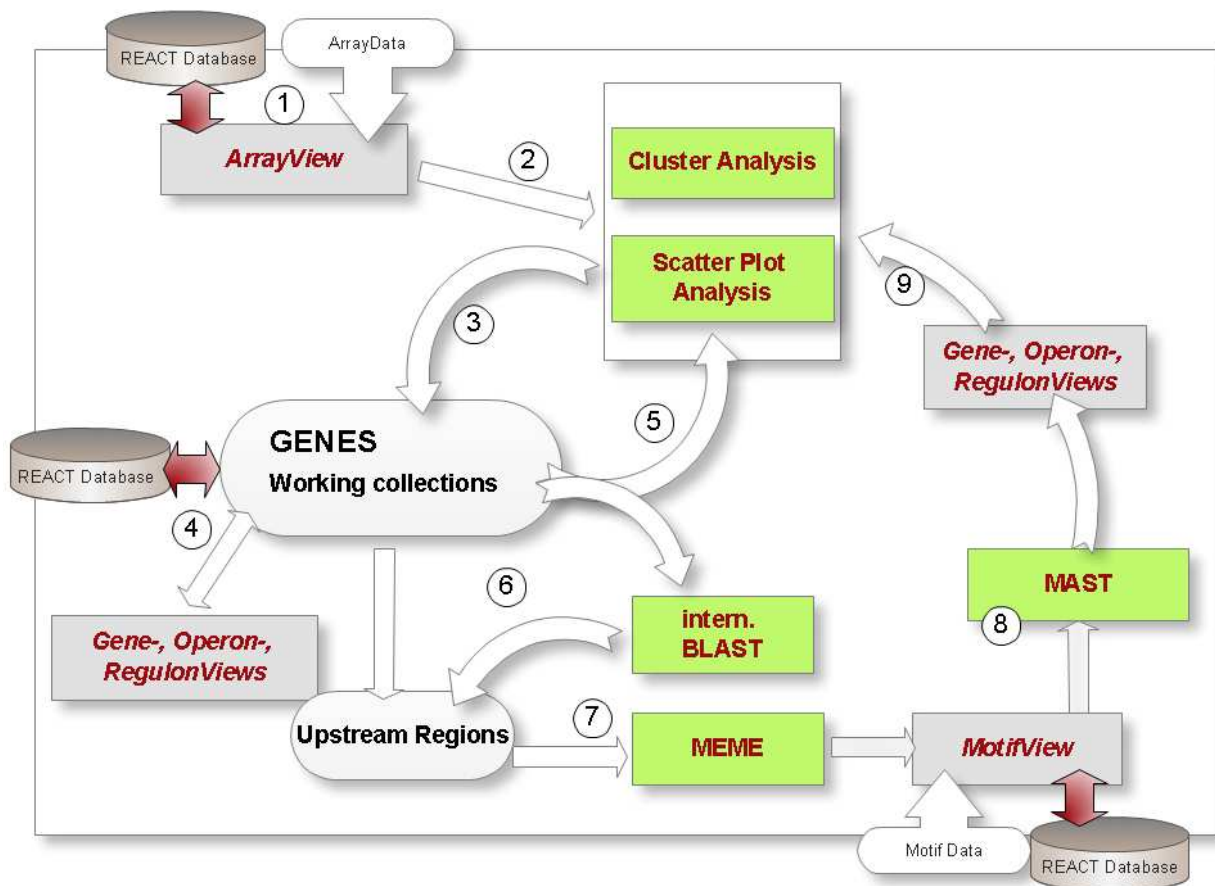 REACT Database
ArrayData
1
ArrayView
2
Cluster Analysis
Scatter Plot
Analysis
3
9
Gene-, Operon-,
RegulonViews
GENES
Working collections
5
REACT Database
4
6
MAST
8
intern.
BLAST
Gene-, Operon-,
RegulonViews
Upstream Regions
7
MEME
MotifView
Motif Data
REACT Database